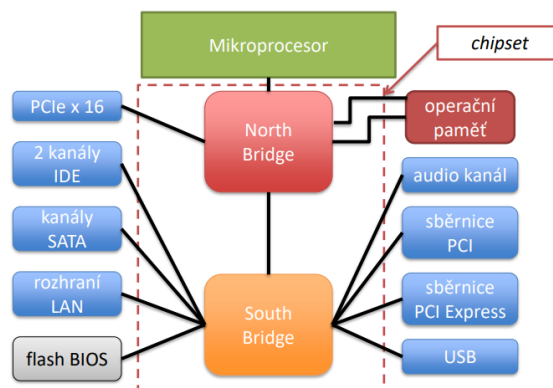 Mikroprocesor
chipset
PCIe x 16
North
Bridge
operační
paměť
2 kanály
IDE
audio kanál
kanály
SATA
sběrnice
PCI
rozhraní
LAN
South
Bridge
sběrnice
PCI Express
flash BIOS
USB